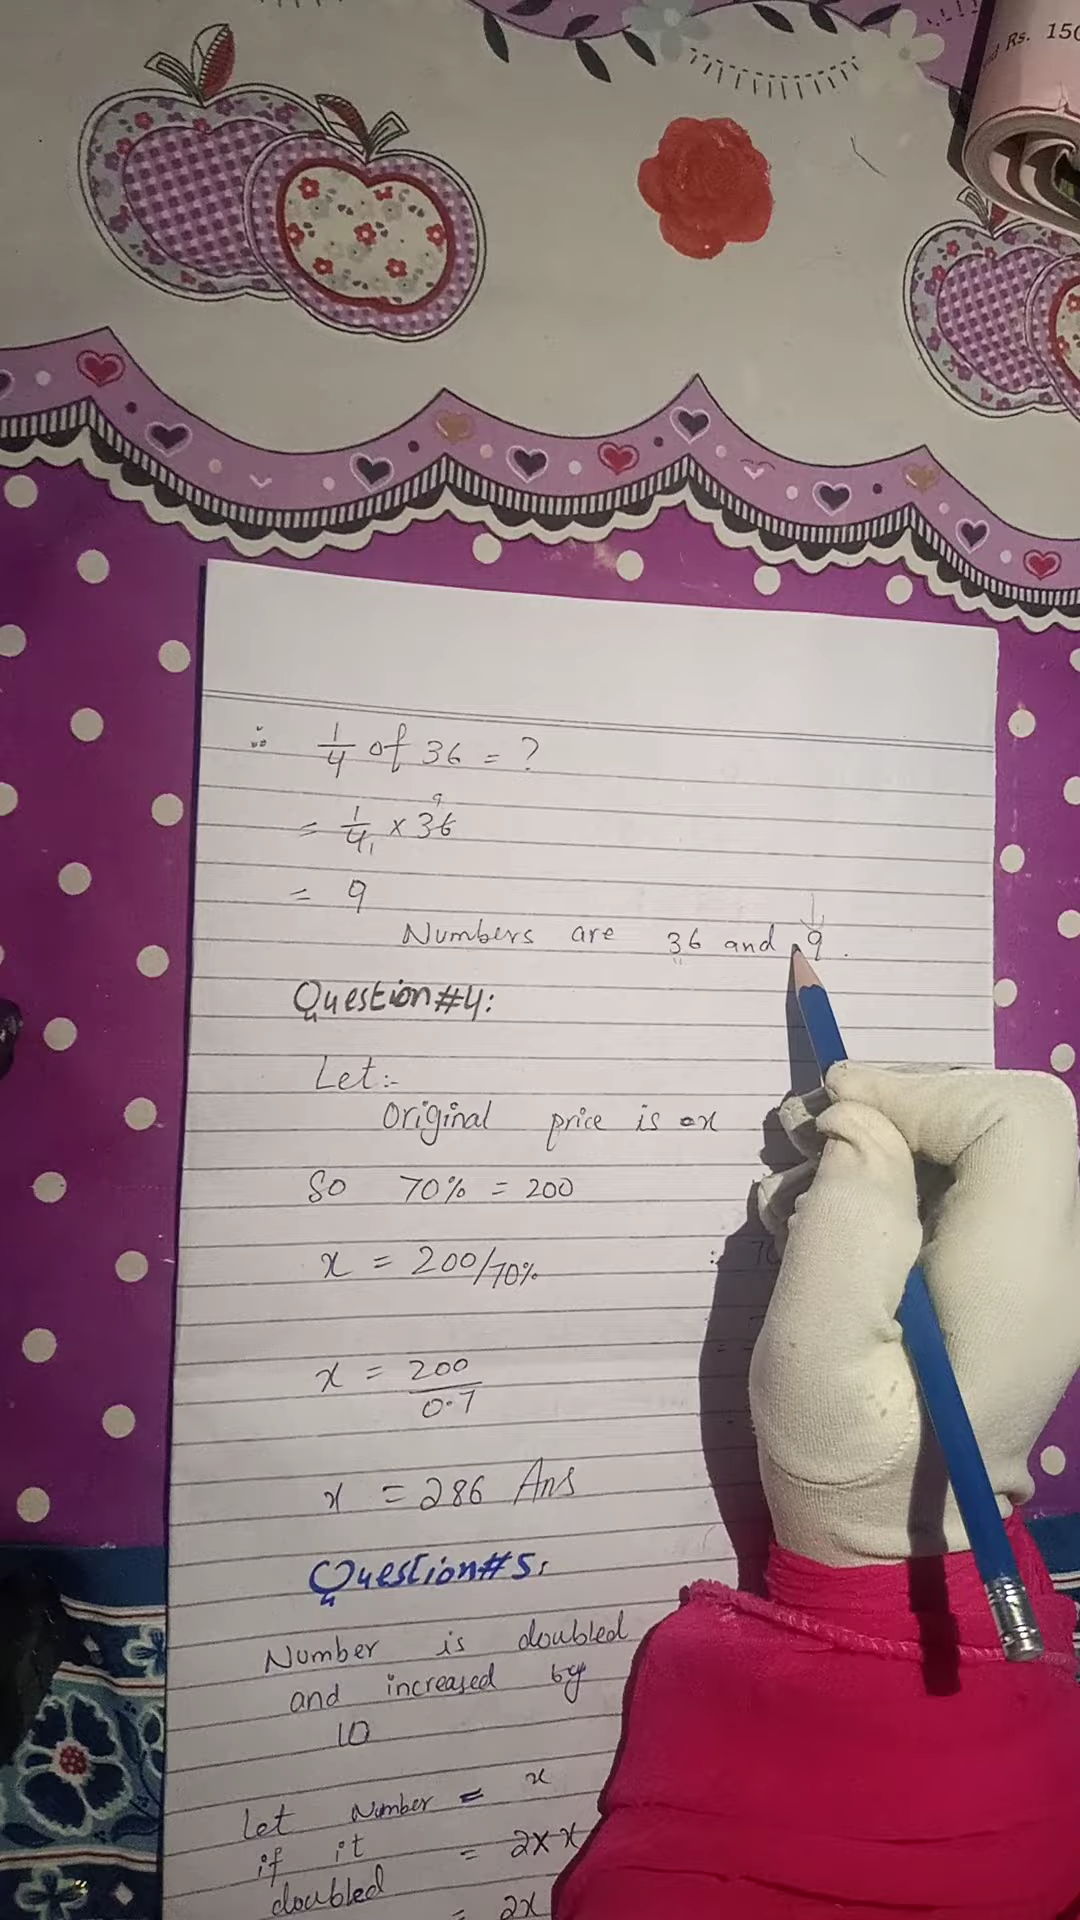 Rs. 150
∴ 1/4 of 36 = ?
= 1/4 1 × 36 9
= 9
Numbers are 36 and 9.
Question#4:
Let:-
Original price is x
So 70% = 200
x = 200/70%
x = 200/0.7
x = 286 Ans
Question#5:
Number is doubled
and increased by
10
Let Number = x
if it
doubled = 2×x
= 2x